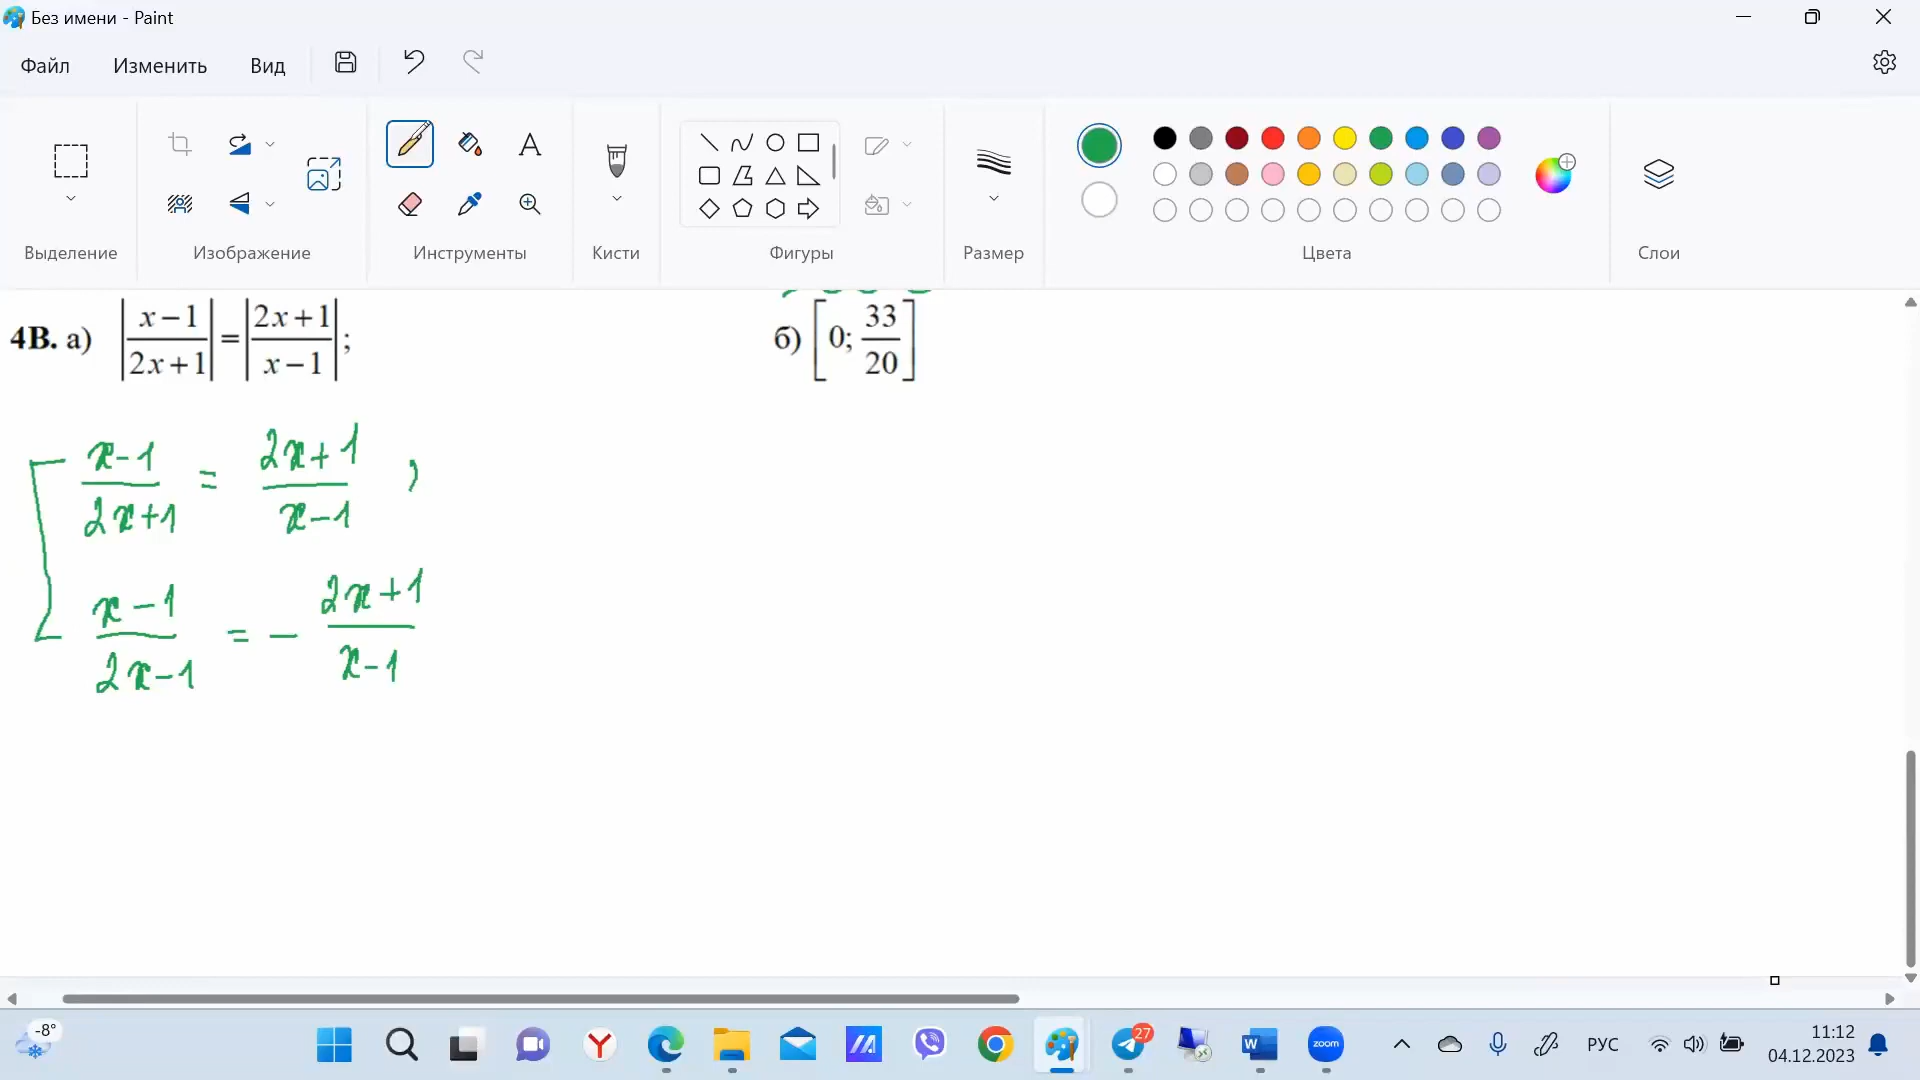 Без имени - Paint
Файл Изменить Вид
Выделение Изображение Инструменты Кисти Фигуры Размер Цвета Слои
4В. а) |x−1/2x+1| = |2x+1/x−1|; б) [0; 33/20]
x-1/2x+1 = 2x+1/x-1 ,
x-1/2x-1 = - 2x+1/x-1
-8°
27
W
zoom
РУС
11:12
04.12.2023